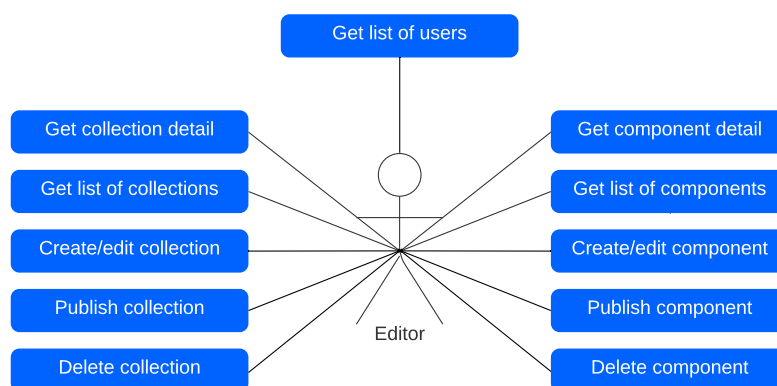 Get list of users
Get collection detail
Get component detail
Get list of collections
Get list of components
Create/edit collection
Create/edit component
Publish collection
Publish component
Editor
Delete collection
Delete component